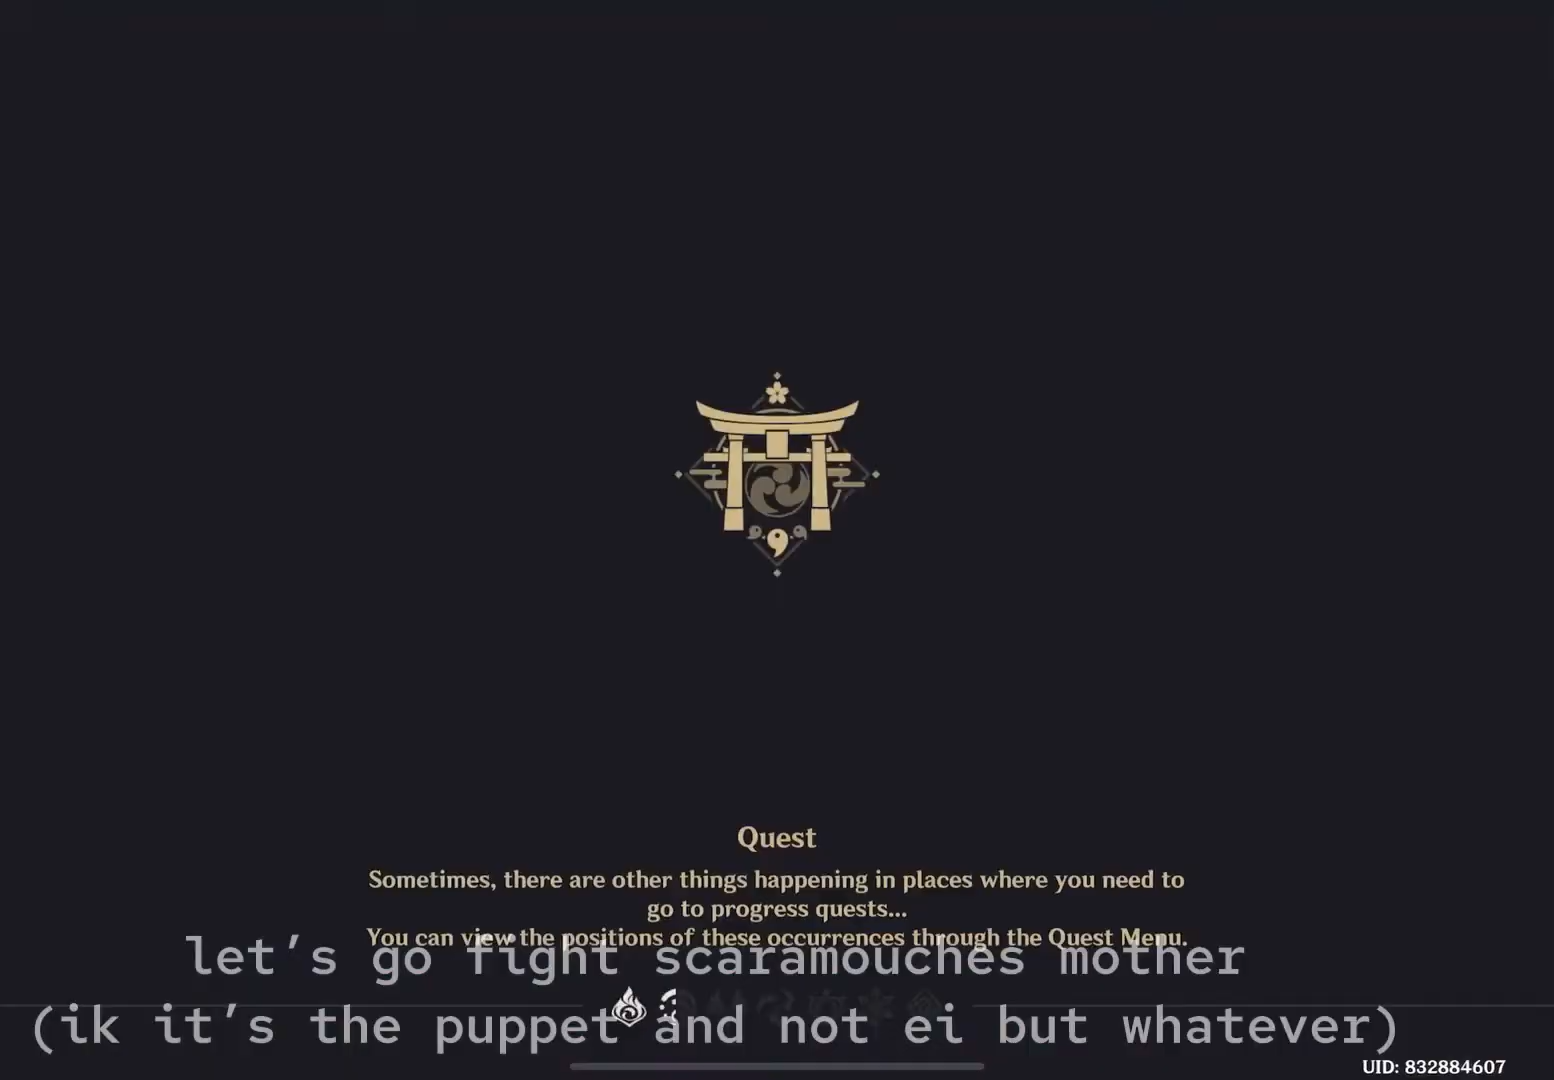 Quest
Sometimes, there are other things happening in places where you need to
go to progress quests...
You can view the positions of these occurrences through the Quest Menu.
let's go fight scaramouches mother
(ik it's the puppet and not ei but whatever)
UID: 832884607